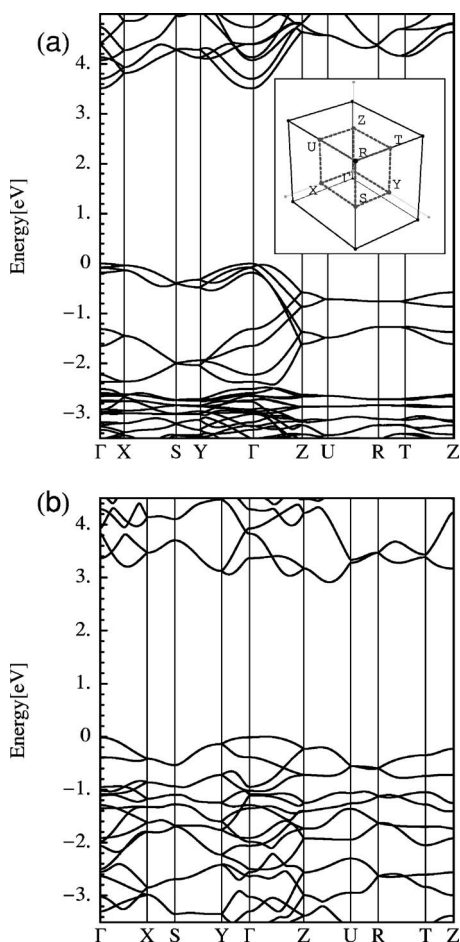 (a)
Energy[eV]
4.
3.
2.
1.
0
−1.
−2.
−3.
Z
U
R
T
Γ
X
Y
S
Γ X S Y Γ Z U R T Z
(b)
Energy[eV]
4.
3.
2.
1.
0
−1.
−2.
−3.
Γ X S Y Γ Z U R T Z